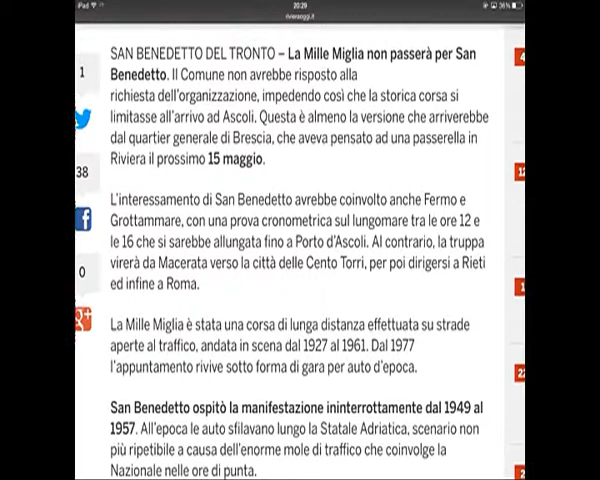 iPad 20:29 36%
rivieraoggi.it
SAN BENEDETTO DEL TRONTO – La Mille Miglia non passerà per San
Benedetto. Il Comune non avrebbe risposto alla
richiesta dell'organizzazione, impedendo così che la storica corsa si
limitasse all'arrivo ad Ascoli. Questa è almeno la versione che arriverebbe
dal quartier generale di Brescia, che aveva pensato ad una passerella in
Riviera il prossimo 15 maggio.
L'interessamento di San Benedetto avrebbe coinvolto anche Fermo e
Grottammare, con una prova cronometrica sul lungomare tra le ore 12 e
le 16 che si sarebbe allungata fino a Porto d'Ascoli. Al contrario, la truppa
virerà da Macerata verso la città delle Cento Torri, per poi dirigersi a Rieti
ed infine a Roma.
La Mille Miglia è stata una corsa di lunga distanza effettuata su strade
aperte al traffico, andata in scena dal 1927 al 1961. Dal 1977
l'appuntamento rivive sotto forma di gara per auto d'epoca.
San Benedetto ospitò la manifestazione ininterrottamente dal 1949 al
1957. All'epoca le auto sfilavano lungo la Statale Adriatica, scenario non
più ripetibile a causa dell'enorme mole di traffico che coinvolge la
Nazionale nelle ore di punta.
1
38
0
g+